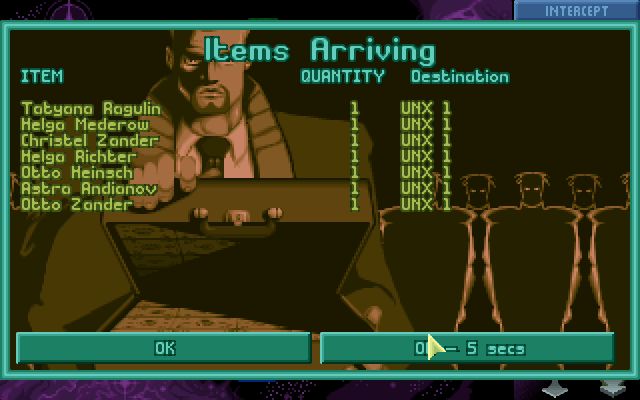 INTERCEPT
Items Arriving
ITEM QUANTITY Destination
Tatyana Ragulin 1 UNX 1
Helga Mederow 1 UNX 1
Christel Zander 1 UNX 1
Helga Richter 1 UNX 1
Otto Heinsch 1 UNX 1
Astra Andianov 1 UNX 1
Otto Zander 1 UNX 1
OK
OK - 5 secs